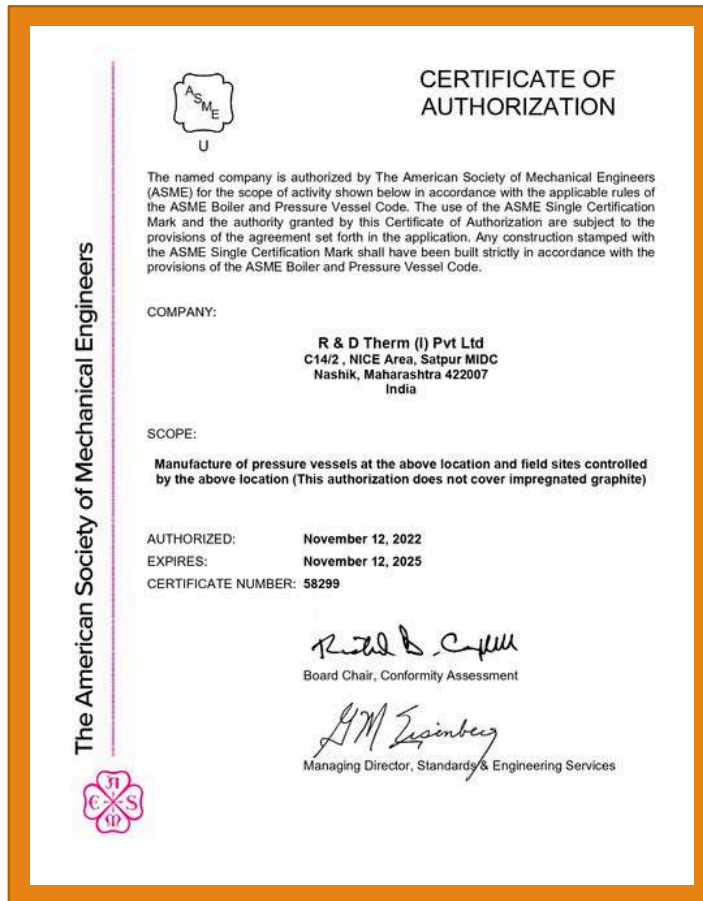 CERTIFICATE OF
AUTHORIZATION
ASME
U
The named company is authorized by The American Society of Mechanical Engineers
(ASME) for the scope of activity shown below in accordance with the applicable rules of
the ASME Boiler and Pressure Vessel Code. The use of the ASME Single Certification
Mark and the authority granted by this Certificate of Authorization are subject to the
provisions of the agreement set forth in the application. Any construction stamped with
the ASME Single Certification Mark shall have been built strictly in accordance with the
provisions of the ASME Boiler and Pressure Vessel Code.
COMPANY:
R & D Therm (I) Pvt Ltd
C14/2 , NICE Area, Satpur MIDC
Nashik, Maharashtra 422007
India
SCOPE:
Manufacture of pressure vessels at the above location and field sites controlled
by the above location (This authorization does not cover impregnated graphite)
AUTHORIZED: November 12, 2022
EXPIRES: November 12, 2025
CERTIFICATE NUMBER: 58299
Board Chair, Conformity Assessment
GM Eisenberg
Managing Director, Standards & Engineering Services
The American Society of Mechanical Engineers